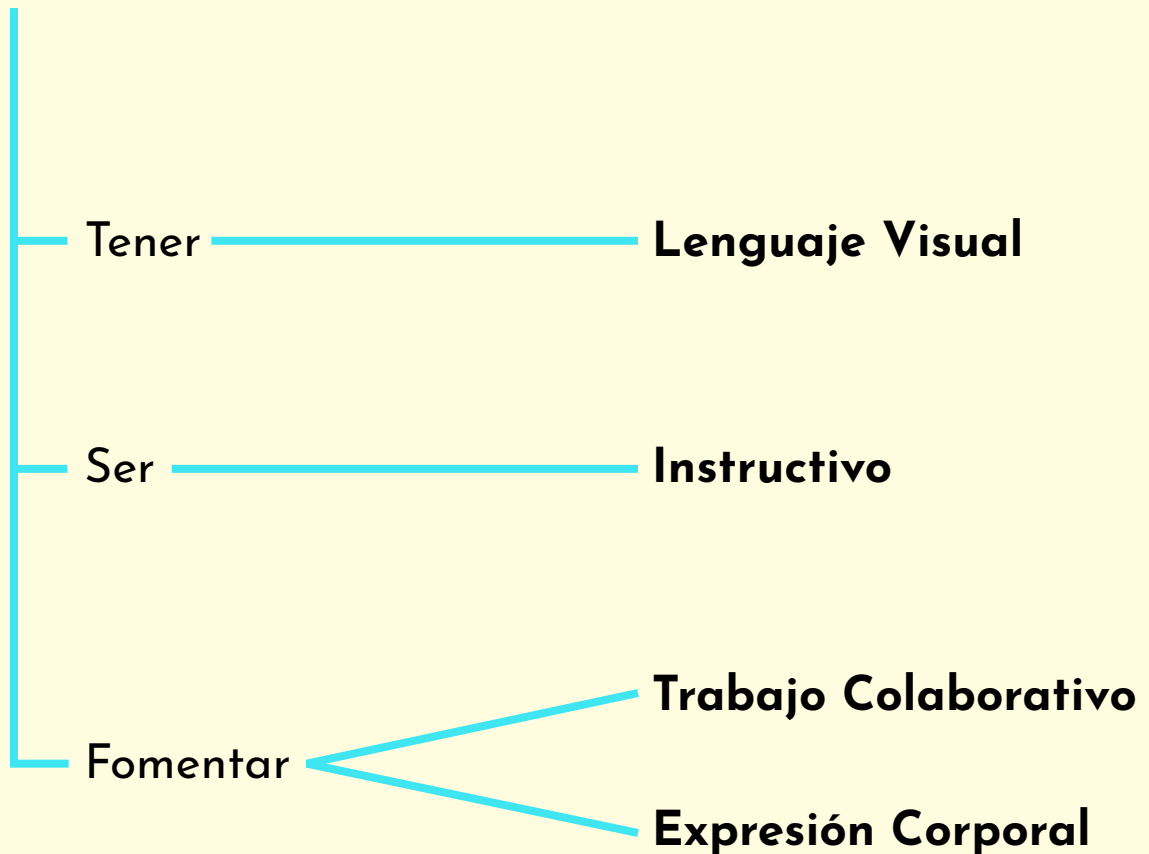 Tener
Lenguaje Visual
Ser
Instructivo
Fomentar
Trabajo Colaborativo
Expresión Corporal